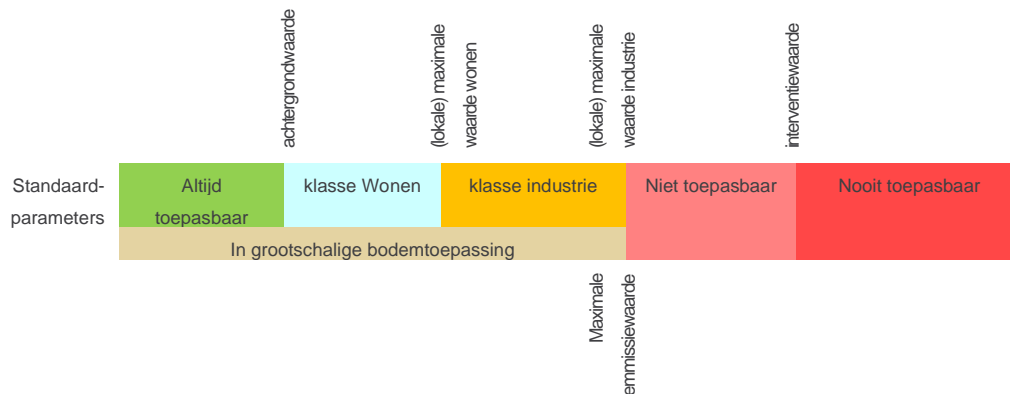 achtergrondwaarde
(lokale) maximale
waarde wonen
(lokale) maximale
waarde industrie
interventiewaarde
Standaard-
parameters
Altijd
toepasbaar
klasse Wonen
klasse industrie
Niet toepasbaar
Nooit toepasbaar
In grootschalige bodemtoepassing
Maximale
emmissiewaarde